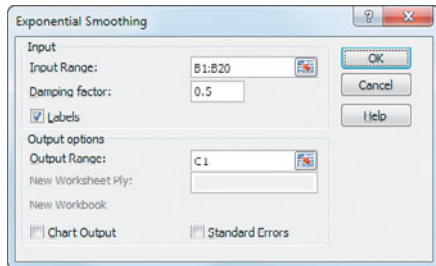 Exponential Smoothing
Input
Input Range: B1:B20
Damping factor: 0.5
Labels
OK
Cancel
Help
Output options
Output Range: C1
New Worksheet Ply:
New Workbook
Chart Output Standard Errors